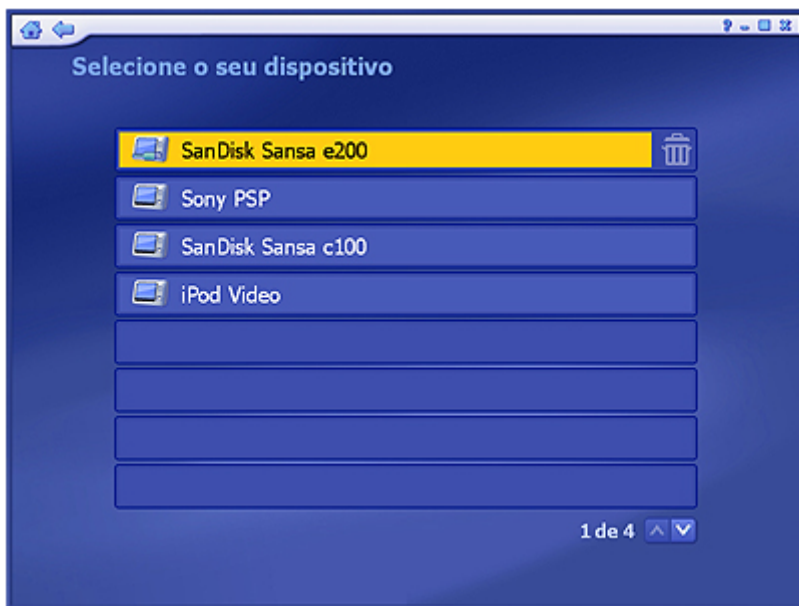 Selecione o seu dispositivo
SanDisk Sansa e200
Sony PSP
SanDisk Sansa c100
iPod Video
1 de 4